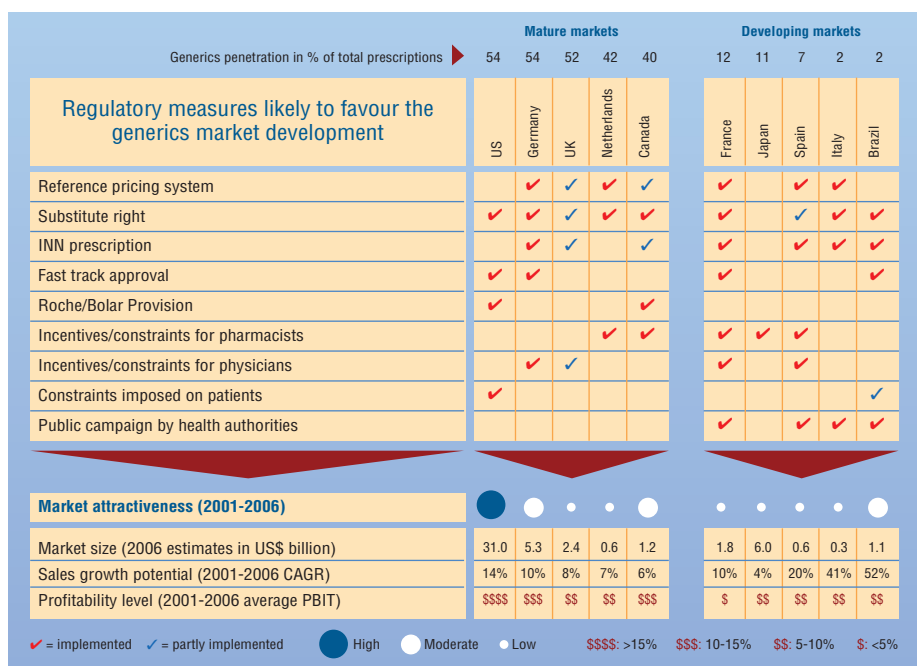 Mature markets Developing markets
Generics penetration in % of total prescriptions 54 54 52 42 40 12 11 7 2 2
Regulatory measures likely to favour the
generics market development
US Germany UK Netherlands Canada France Japan Spain Italy Brazil
Reference pricing system ✔ ✓ ✔ ✓ ✔ ✔ ✔
Substitute right ✔ ✔ ✓ ✔ ✔ ✔ ✓ ✔ ✔
INN prescription ✔ ✓ ✓ ✔ ✔ ✔ ✔
Fast track approval ✔ ✔ ✔ ✔
Roche/Bolar Provision ✔ ✔
Incentives/constraints for pharmacists ✔ ✔ ✔ ✔ ✔
Incentives/constraints for physicians ✔ ✓ ✔ ✔
Constraints imposed on patients ✔ ✓
Public campaign by health authorities ✔ ✔ ✔ ✔
Market attractiveness (2001-2006)
Market size (2006 estimates in US$ billion) 31.0 5.3 2.4 0.6 1.2 1.8 6.0 0.6 0.3 1.1
Sales growth potential (2001-2006 CAGR) 14% 10% 8% 7% 6% 10% 4% 20% 41% 52%
Profitability level (2001-2006 average PBIT) $$$$ $$$ $$ $$ $$$ $ $$ $$ $$ $$
✔ = implemented ✓ = partly implemented High Moderate Low $$$$: >15% $$$: 10-15% $$: 5-10% $: <5%